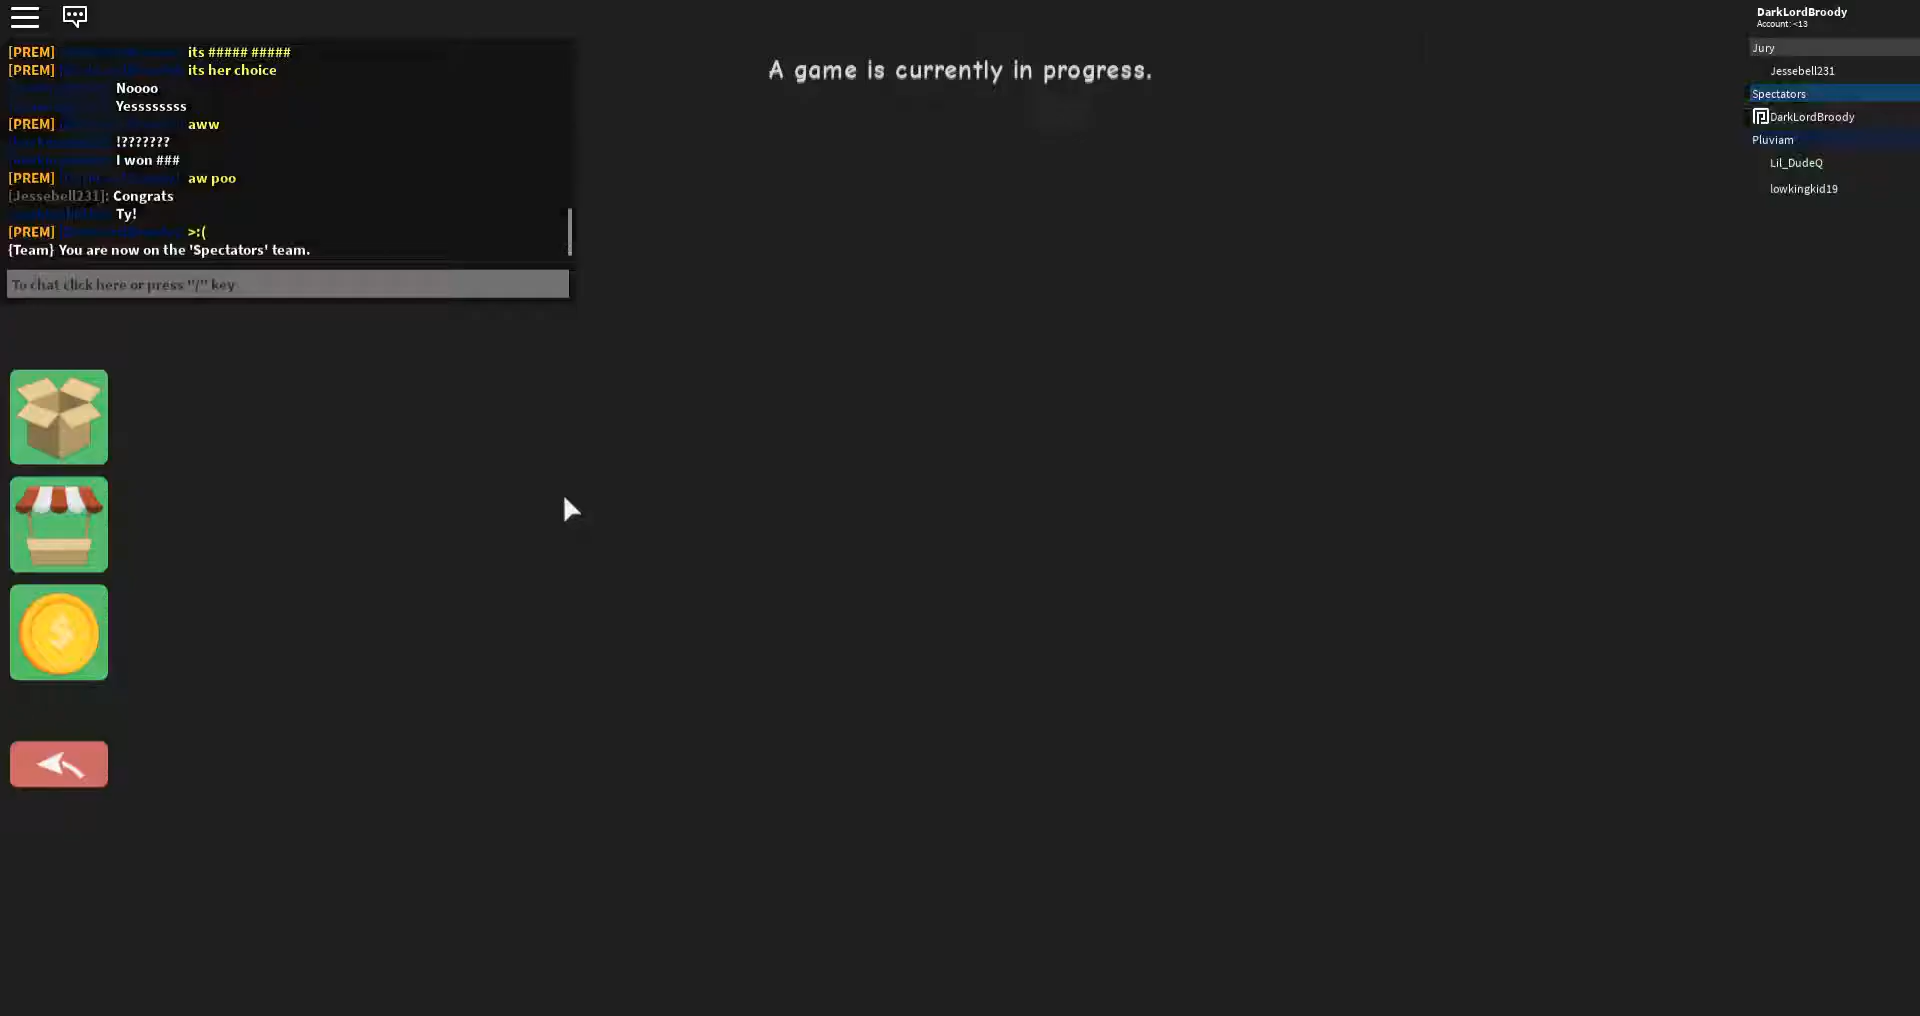 [PREM] its ##### #####
[PREM] its her choice
Noooo
Yessssssss
[PREM] aww
!???????
I won ###
[PREM] aw poo
[Jessebell231]: Congrats
Ty!
[PREM] >:(
{Team} You are now on the 'Spectators' team.
To chat click here or press "/" key
A game is currently in progress.
DarkLordBroody
Account: <13
Jury
Jessebell231
Spectators
DarkLordBroody
Pluviam
Lil_DudeQ
lowkingkid19